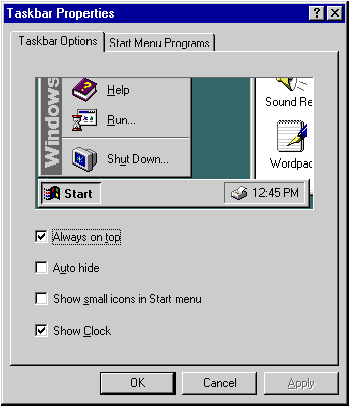 Taskbar Properties
Taskbar Options
Start Menu Programs
Windows
Help
Run...
Shut Down...
Sound Re
Wordpac
Start
12:45 PM
Always on top
Auto hide
Show small icons in Start menu
Show Clock
OK
Cancel
Apply